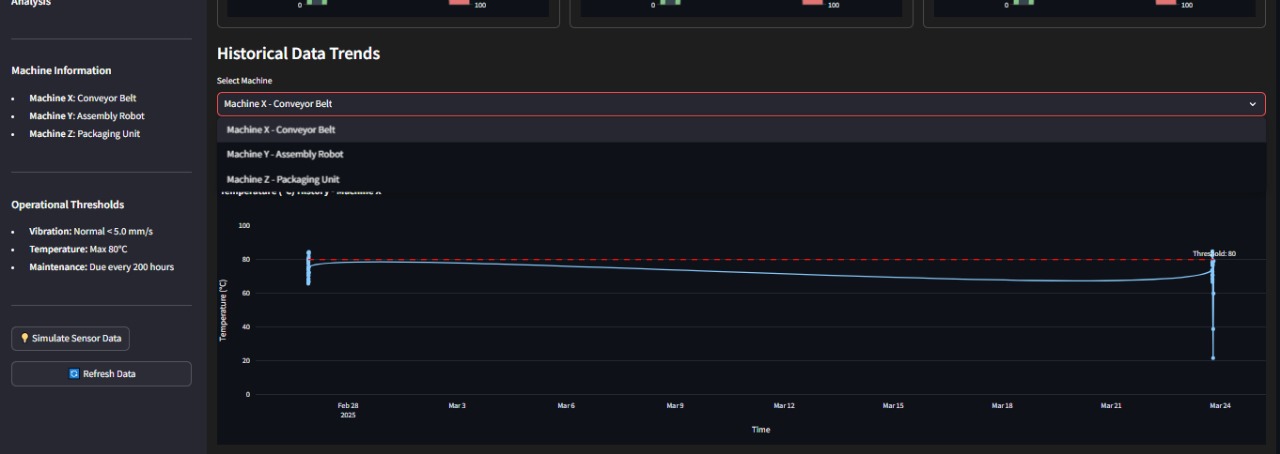 Analysis
Machine Information
Machine X: Conveyor Belt
Machine Y: Assembly Robot
Machine Z: Packaging Unit
Operational Thresholds
Vibration: Normal < 5.0 mm/s
Temperature: Max 80°C
Maintenance: Due every 200 hours
Simulate Sensor Data
Refresh Data
0 100
0 100
0 100
Historical Data Trends
Select Machine
Machine X - Conveyor Belt
Machine X - Conveyor Belt
Machine Y - Assembly Robot
Machine Z - Packaging Unit
Temperature (°C) History - Machine X
100
Threshold: 80
80
60
40
20
0
Temperature (°C)
Feb 28 Mar 3 Mar 6 Mar 9 Mar 12 Mar 15 Mar 18 Mar 21 Mar 24
2025
Time